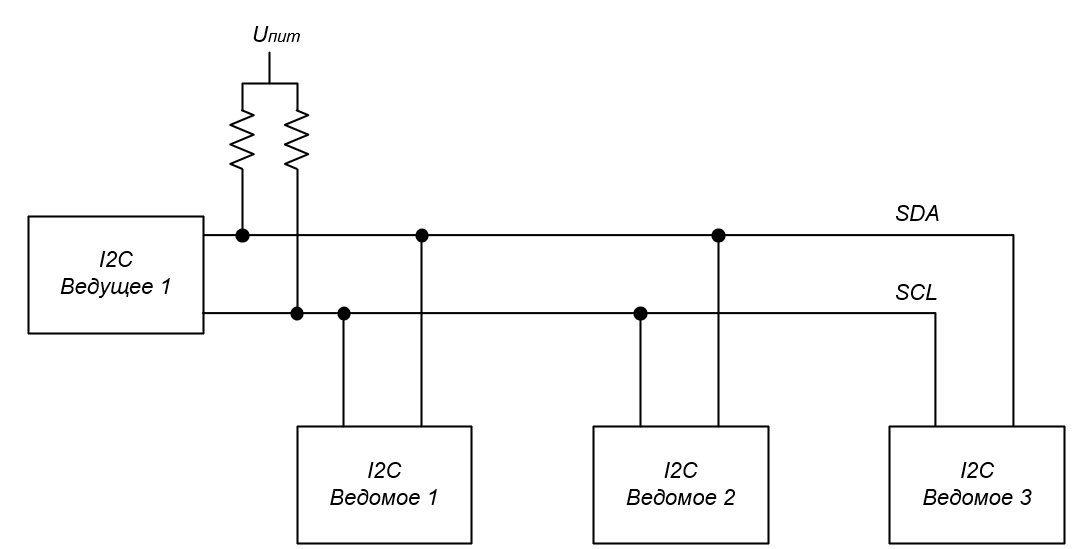 Uпит
SDA
I2C
Ведущее 1
SCL
I2C
Ведомое 1
I2C
Ведомое 2
I2C
Ведомое 3